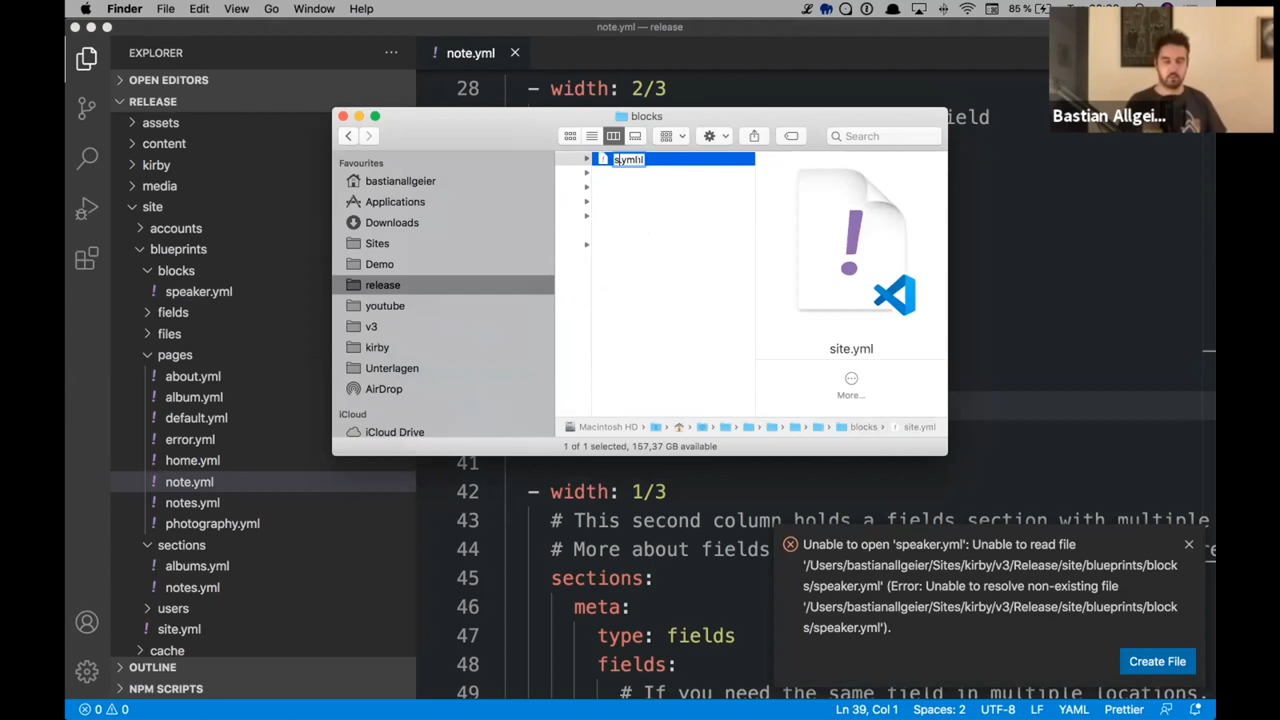 Finder File Edit View Go Window Help
85 %
note.yml — release
EXPLORER
OPEN EDITORS
RELEASE
assets
content
kirby
media
site
accounts
blueprints
blocks
! speaker.yml
fields
files
pages
! about.yml
! album.yml
! default.yml
! error.yml
! home.yml
! note.yml
! notes.yml
! photography.yml
sections
! albums.yml
! notes.yml
users
! site.yml
cache
OUTLINE
NPM SCRIPTS
! note.yml
28 - width: 2/3
ield
blocks
Search
Favourites
bastianallgeier
Applications
Downloads
Sites
Demo
release
youtube
v3
kirby
Unterlagen
AirDrop
iCloud
iCloud Drive
site.yml
More...
Macintosh HD
blocks
site.yml
1 of 1 selected, 157,37 GB available
41
42 - width: 1/3
43 # This second column holds a fields section with multiple
44 # More about fields
45 sections:
46 meta:
47 type: fields
48 fields:
49 # If you need the same field in multiple locations,
Unable to open 'speaker.yml': Unable to read file
'/Users/bastianallgeier/Sites/kirby/v3/Release/site/blueprints/block
s/speaker.yml' (Error: Unable to resolve non-existing file
'/Users/bastianallgeier/Sites/kirby/v3/Release/site/blueprints/block
s/speaker.yml').
Create File
0 0
Ln 39, Col 1 Spaces: 2 UTF-8 LF YAML Prettier
Bastian Allgei...